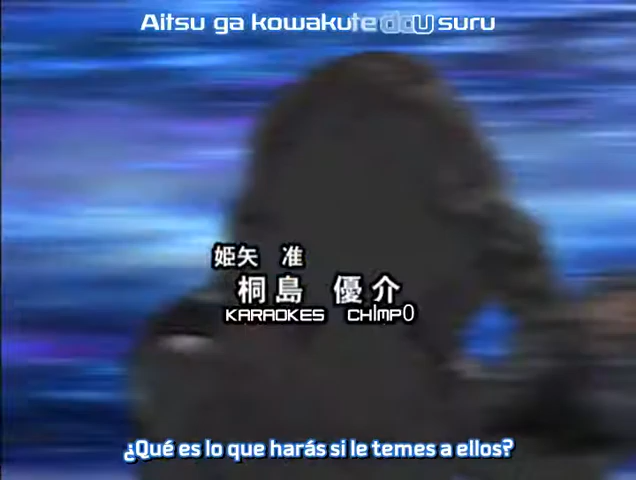 Aitsu ga kowakute dou suru
姫矢 准
桐島 優介
KARAOKES CHIMPO
¿Qué es lo que harás si le temes a ellos?